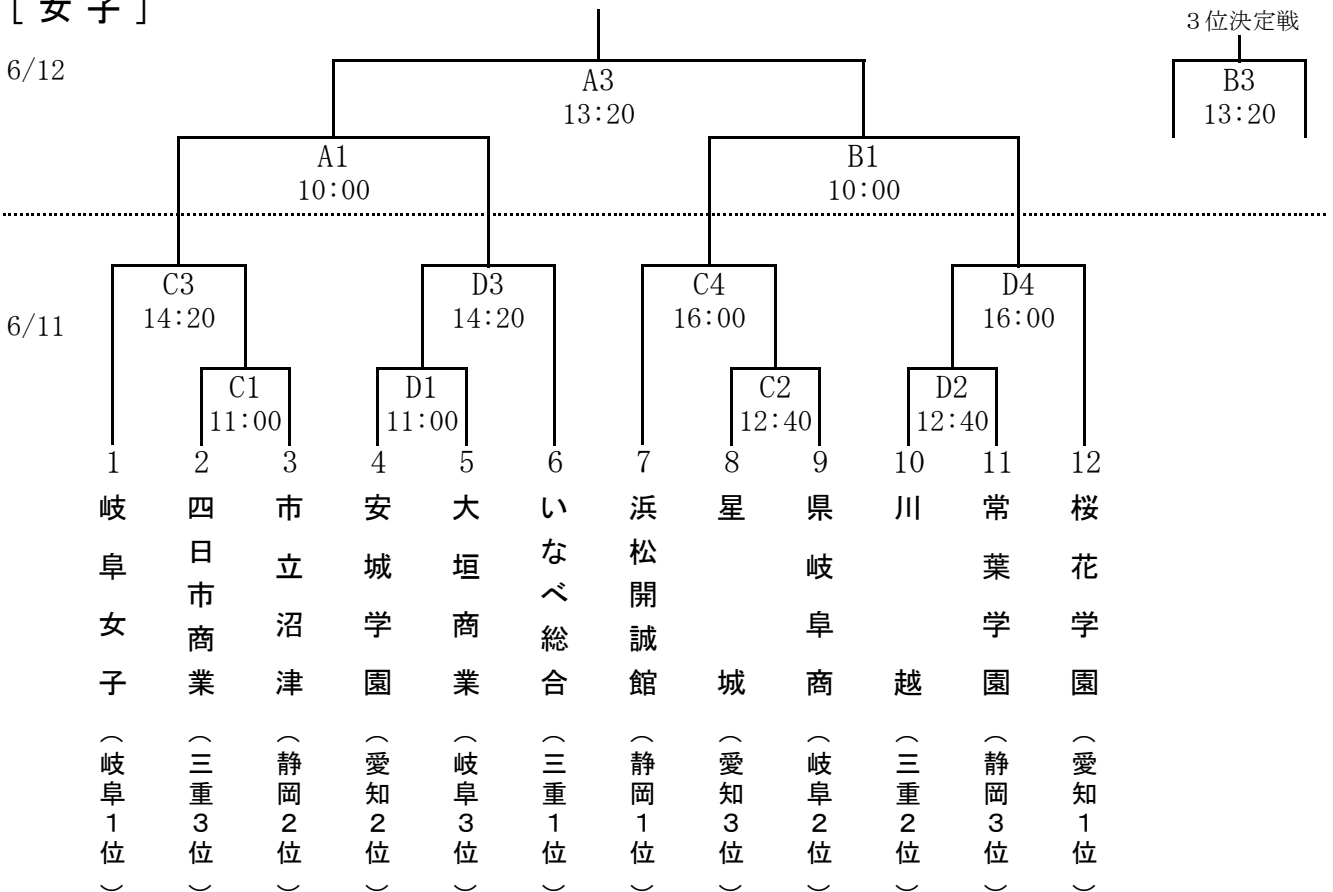 [ 女 子 ]
3位決定戦
6/12
A3
13:20
B3
13:20
A1
10:00
B1
10:00
6/11
C3
14:20
D3
14:20
C4
16:00
D4
16:00
C1
11:00
D1
11:00
C2
12:40
D2
12:40
1 2 3 4 5 6 7 8 9 10 11 12
岐阜女子（岐阜1位）
四日市商業（三重3位）
市立沼津（静岡2位）
安城学園（愛知2位）
大垣商業（岐阜3位）
いなべ総合（三重1位）
浜松開誠館（静岡1位）
星城（愛知3位）
県岐阜商（岐阜2位）
川越（三重2位）
常葉学園（静岡3位）
桜花学園（愛知1位）